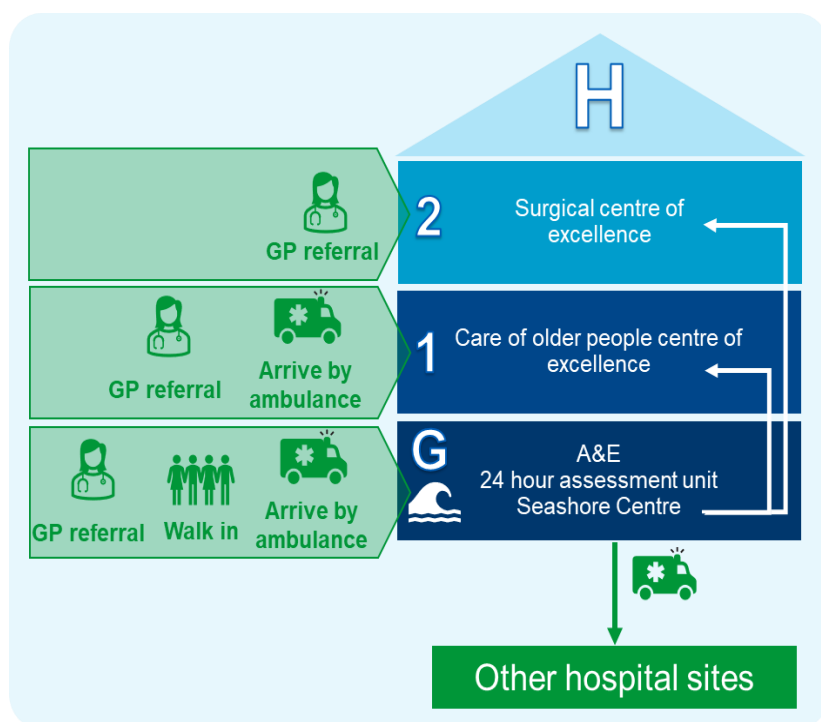 H
GP referral
2
Surgical centre of
excellence
GP referral
Arrive by
ambulance
1
Care of older people centre of
excellence
GP referral
Walk in
Arrive by
ambulance
G
A&E
24 hour assessment unit
Seashore Centre
Other hospital sites